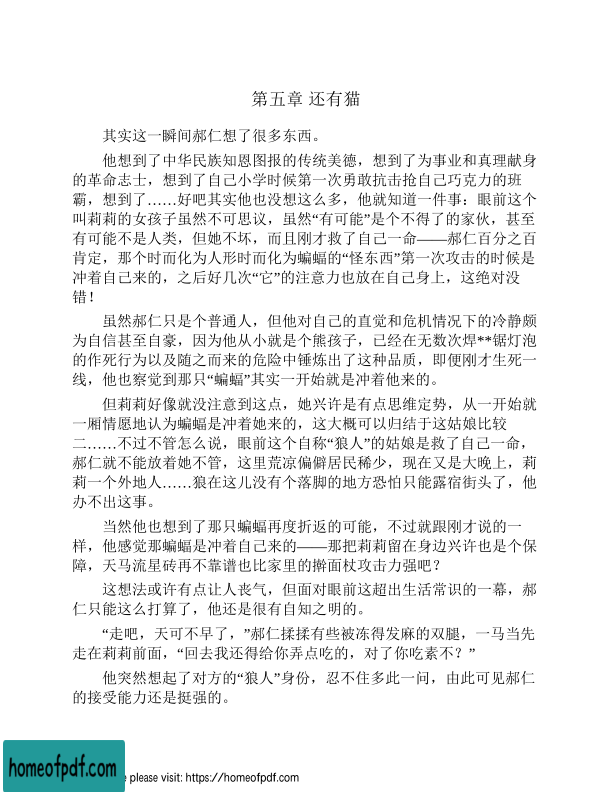 第五章 还有猫
其实这一瞬间郝仁想了很多东西。
他想到了中华民族知恩图报的传统美德，想到了为事业和真理献身
的革命志士，想到了自己小学时候第一次勇敢抗击抢自己巧克力的班
霸，想到了……好吧其实他也没想这么多，他就知道一件事：眼前这个
叫莉莉的女孩子虽然不可思议，虽然“有可能”是个不得了的家伙，甚至
有可能不是人类，但她不坏，而且刚才救了自己一命——郝仁百分之百
肯定，那个时而化为人形时而化为蝙蝠的“怪东西”第一次攻击的时候是
冲着自己来的，之后好几次“它”的注意力也放在自己身上，这绝对没
错！
虽然郝仁只是个普通人，但他对自己的直觉和危机情况下的冷静颇
为自信甚至自豪，因为他从小就是个熊孩子，已经在无数次焊**锯灯泡
的作死行为以及随之而来的危险中锤炼出了这种品质，即便刚才生死一
线，他也察觉到那只“蝙蝠”其实一开始就是冲着他来的。
但莉莉好像就没注意到这点，她兴许是有点思维定势，从一开始就
一厢情愿地认为蝙蝠是冲着她来的，这大概可以归结于这姑娘比较
二……不过不管怎么说，眼前这个自称“狼人”的姑娘是救了自己一命，
郝仁就不能放着她不管，这里荒凉偏僻居民稀少，现在又是大晚上，莉
莉一个外地人……狼在这儿没有个落脚的地方恐怕只能露宿街头了，他
办不出这事。
当然他也想到了那只蝙蝠再度折返的可能，不过就跟刚才说的一
样，他感觉那蝙蝠是冲着自己来的——那把莉莉留在身边兴许也是个保
障，天马流星砖再不靠谱也比家里的擀面杖攻击力强吧？
这想法或许有点让人丧气，但面对眼前这超出生活常识的一幕，郝
仁只能这么打算了，他还是很有自知之明的。
“走吧，天可不早了，”郝仁揉揉有些被冻得发麻的双腿，一马当先
走在莉莉前面，“回去我还得给你弄点吃的，对了你吃素不？”
他突然想起了对方的“狼人”身份，忍不住多此一问，由此可见郝仁
的接受能力还是挺强的。
homeofpdf.com
e please visit: https://homeofpdf.com